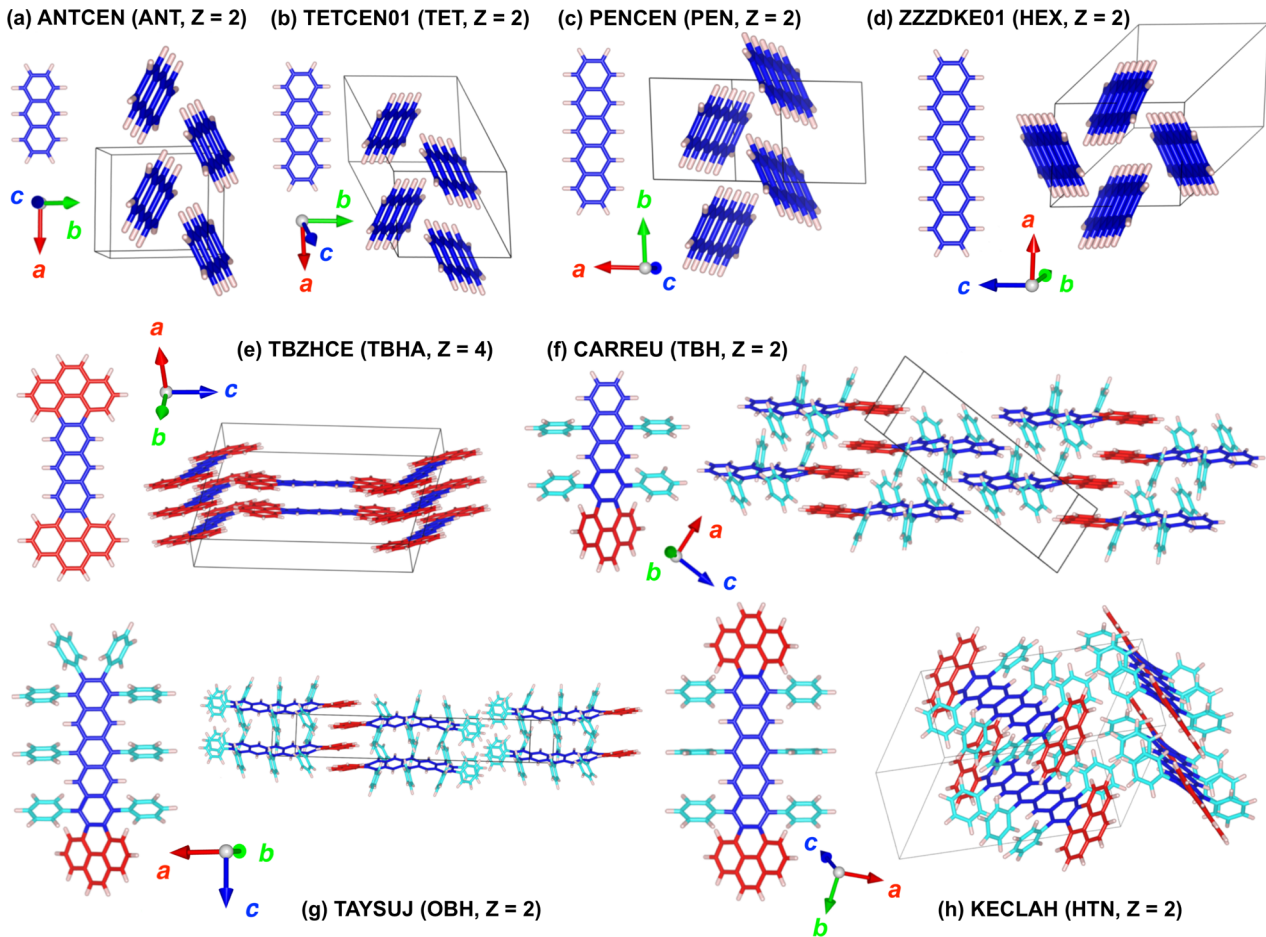 (a) ANTCEN (ANT, Z = 2)
(b) TETCEN01 (TET, Z = 2)
(c) PENCEN (PEN, Z = 2)
(d) ZZZDKE01 (HEX, Z = 2)
c
b
a
b
c
a
b
a
c
a
c
b
(e) TBZHCE (TBHA, Z = 4)
(f) CARREU (TBH, Z = 2)
a
c
b
a
b
c
a
b
c
c
a
b
(g) TAYSUJ (OBH, Z = 2)
(h) KECLAH (HTN, Z = 2)